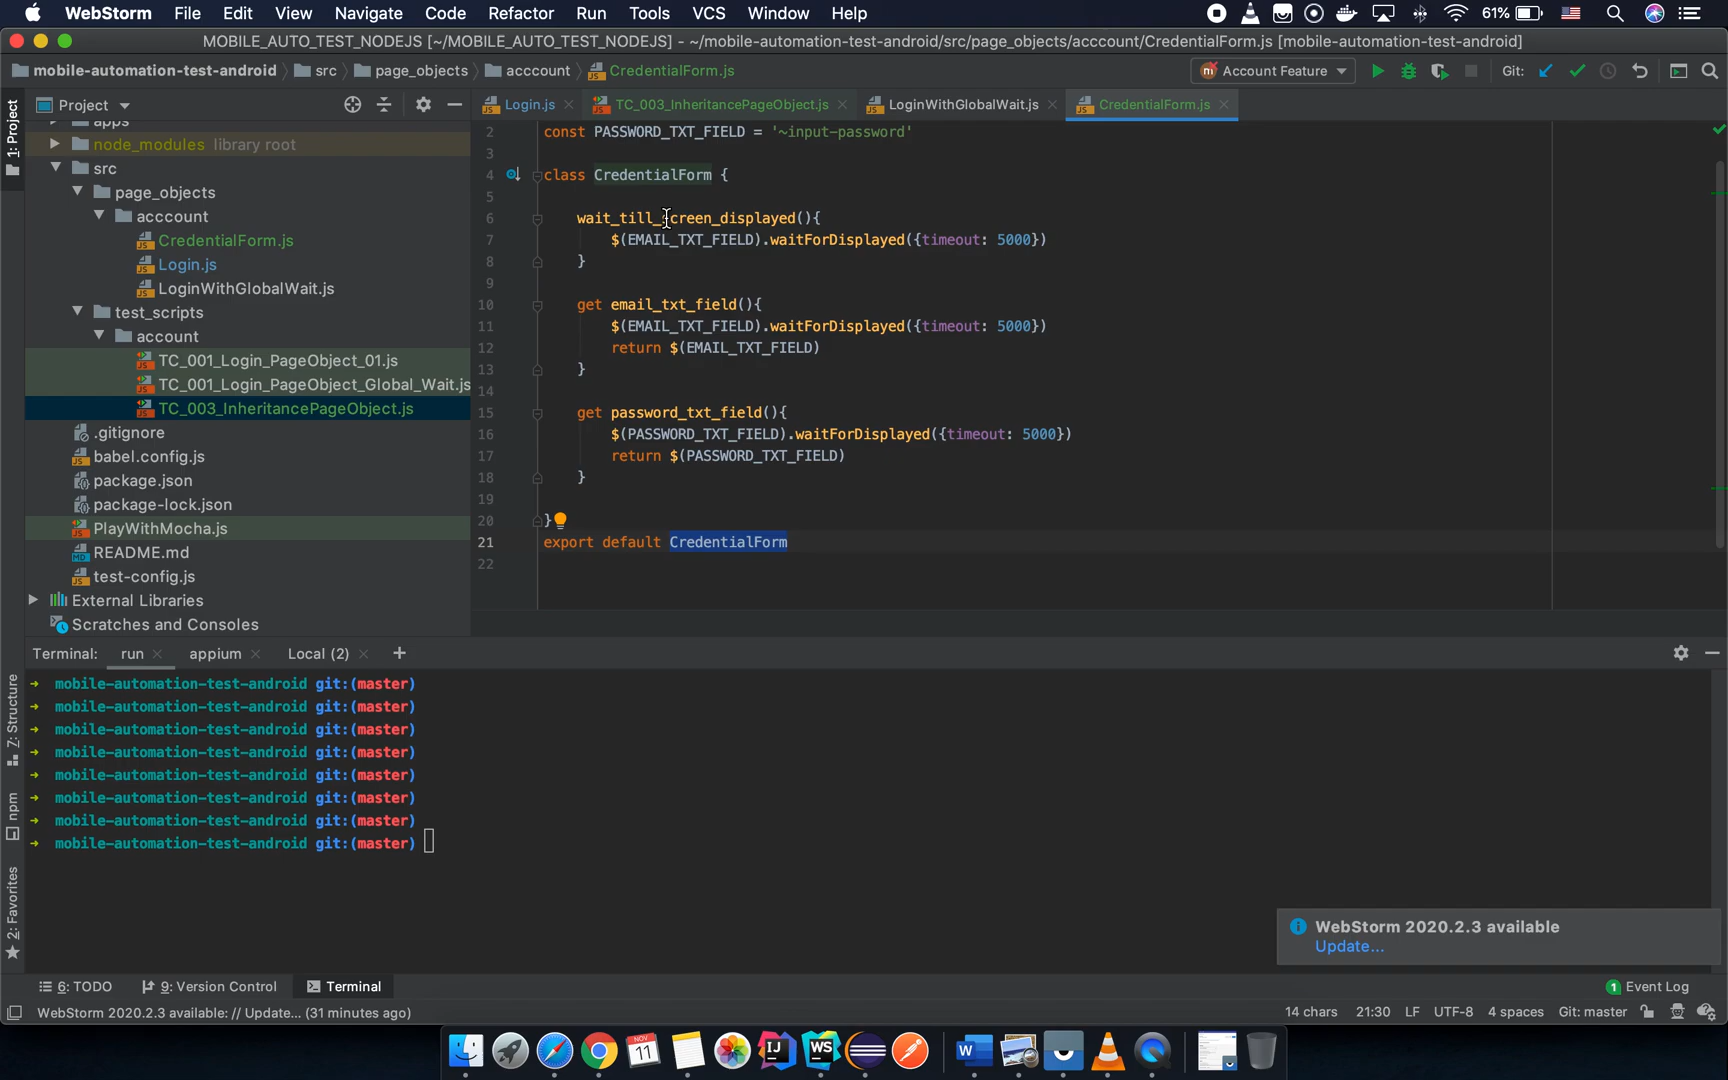 WebStorm File Edit View Navigate Code Refactor Run Tools VCS Window Help 61%
MOBILE_AUTO_TEST_NODEJS [~/MOBILE_AUTO_TEST_NODEJS] - ~/mobile-automation-test-android/src/page_objects/acccount/CredentialForm.js [mobile-automation-test-android]
mobile-automation-test-android src page_objects acccount CredentialForm.js Account Feature Git:
Project
Login.js TC_003_InheritancePageObject.js LoginWithGlobalWait.js CredentialForm.js
1: Project
7: Structure
npm
2: Favorites
apps
node_modules library root
src
page_objects
acccount
CredentialForm.js
Login.js
LoginWithGlobalWait.js
test_scripts
account
TC_001_Login_PageObject_01.js
TC_001_Login_PageObject_Global_Wait.js
TC_003_InheritancePageObject.js
.gitignore
babel.config.js
package.json
package-lock.json
PlayWithMocha.js
README.md
test-config.js
External Libraries
Scratches and Consoles
2 const PASSWORD_TXT_FIELD = '~input-password'
3
4 class CredentialForm {
5
6 wait_till_screen_displayed(){
7 $(EMAIL_TXT_FIELD).waitForDisplayed({timeout: 5000})
8 }
9
10 get email_txt_field(){
11 $(EMAIL_TXT_FIELD).waitForDisplayed({timeout: 5000})
12 return $(EMAIL_TXT_FIELD)
13 }
14
15 get password_txt_field(){
16 $(PASSWORD_TXT_FIELD).waitForDisplayed({timeout: 5000})
17 return $(PASSWORD_TXT_FIELD)
18 }
19
20 }
21 export default CredentialForm
22
Terminal: run appium Local (2) +
→ mobile-automation-test-android git:(master)
→ mobile-automation-test-android git:(master)
→ mobile-automation-test-android git:(master)
→ mobile-automation-test-android git:(master)
→ mobile-automation-test-android git:(master)
→ mobile-automation-test-android git:(master)
→ mobile-automation-test-android git:(master)
→ mobile-automation-test-android git:(master)
WebStorm 2020.2.3 available
Update...
6: TODO 9: Version Control Terminal 1 Event Log
WebStorm 2020.2.3 available: // Update... (31 minutes ago) 14 chars 21:30 LF UTF-8 4 spaces Git: master
NOV
11
IJ
WS
W